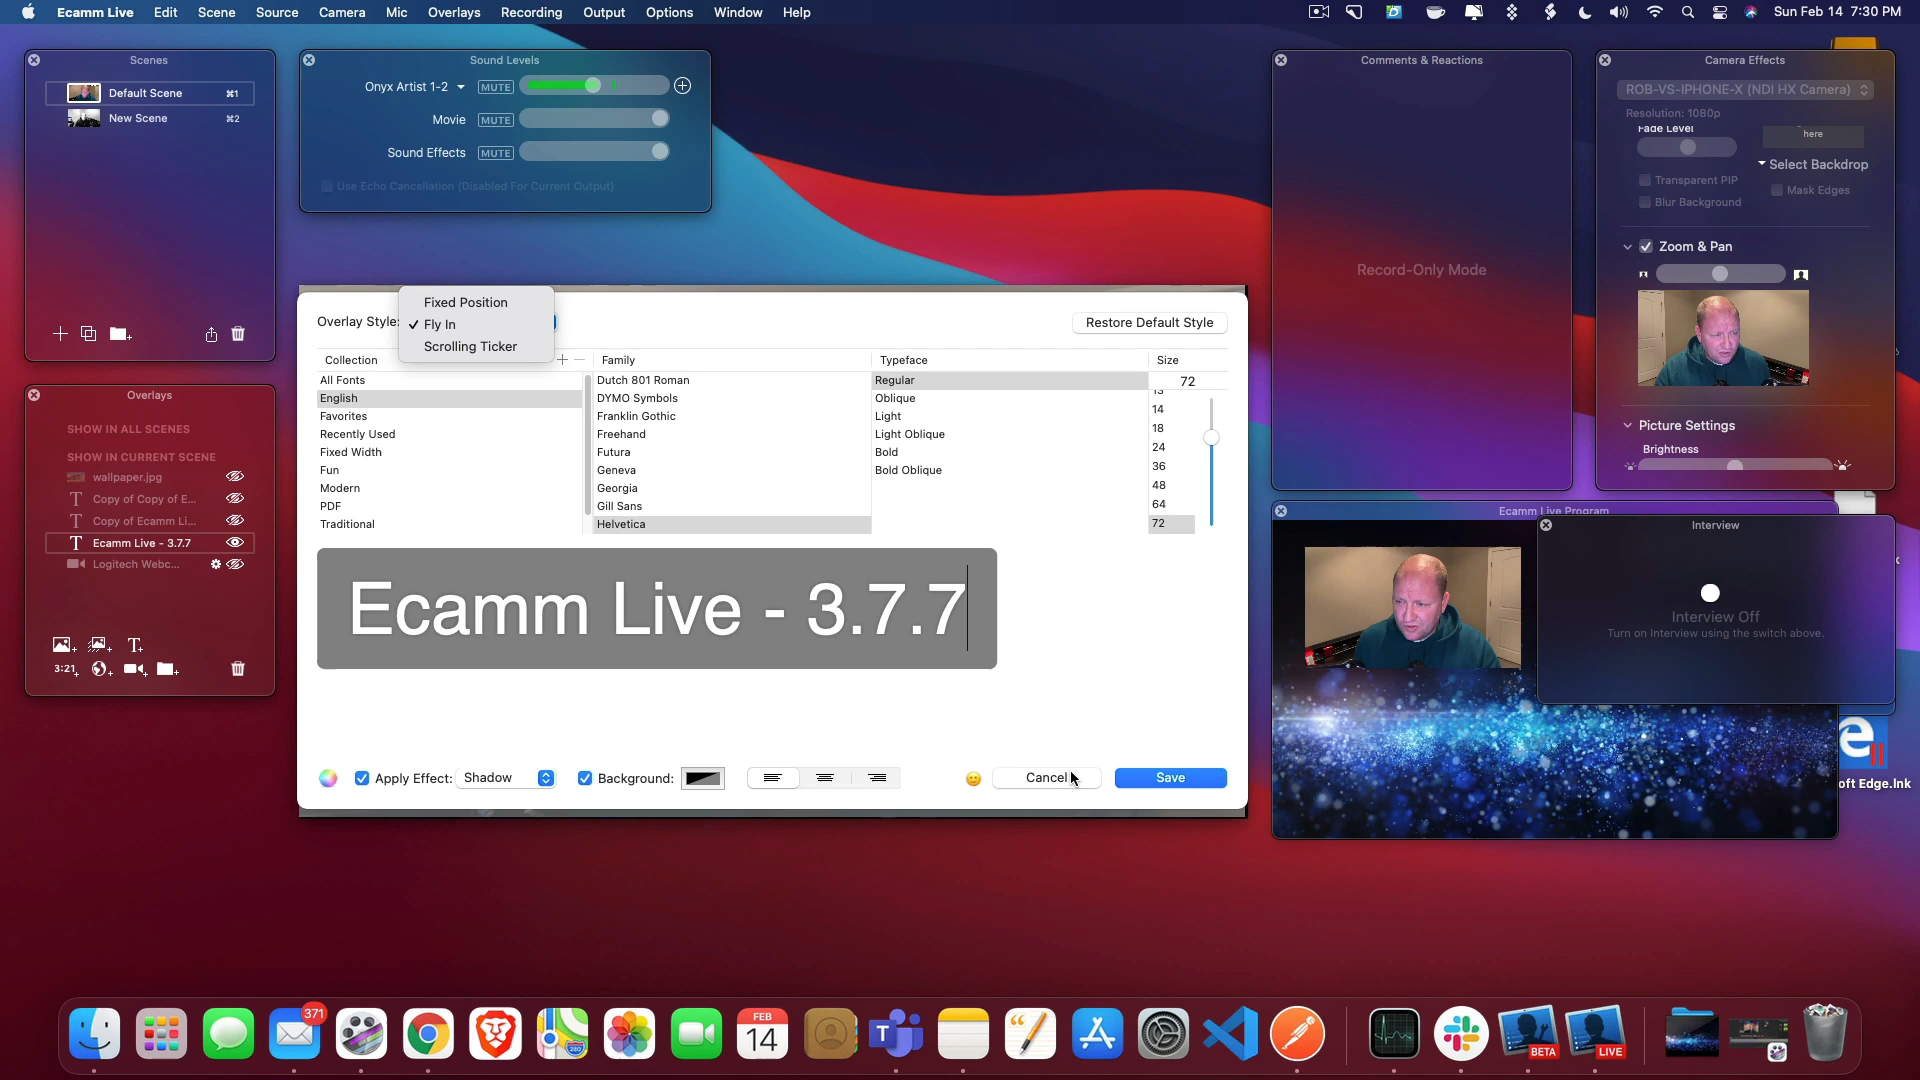 Ecamm Live Edit Scene Source Camera Mic Overlays Recording Output Options Window Help
Sun Feb 14 7:30 PM
Scenes
Default Scene ⌘1
New Scene ⌘2
Sound Levels
Onyx Artist 1-2 MUTE
Movie MUTE
Sound Effects MUTE
Use Echo Cancellation (Disabled For Current Output)
Comments & Reactions
Record-Only Mode
Camera Effects
ROB-VS-IPHONE-X (NDI HX Camera)
Resolution: 1080p
Fade Level
here
Select Backdrop
Transparent PIP
Mask Edges
Blur Background
Zoom & Pan
Picture Settings
Brightness
Overlays
SHOW IN ALL SCENES
SHOW IN CURRENT SCENE
wallpaper.jpg
T Copy of Copy of E...
T Copy of Ecamm Li...
T Ecamm Live - 3.7.7
Logitech Webc...
T
3:21
Overlay Style:
Fixed Position
✓ Fly In
Scrolling Ticker
Restore Default Style
Collection
All Fonts
English
Favorites
Recently Used
Fixed Width
Fun
Modern
PDF
Traditional
Family
Dutch 801 Roman
DYMO Symbols
Franklin Gothic
Freehand
Futura
Geneva
Georgia
Gill Sans
Helvetica
Typeface
Regular
Oblique
Light
Light Oblique
Bold
Bold Oblique
Size
72
13
14
18
24
36
48
64
72
Ecamm Live - 3.7.7
Apply Effect: Shadow
Background:
Cancel
Save
Ecamm Live Program
Interview
Interview Off
Turn on Interview using the switch above.
oft Edge.lnk
371
280
FEB
14
BETA
LIVE